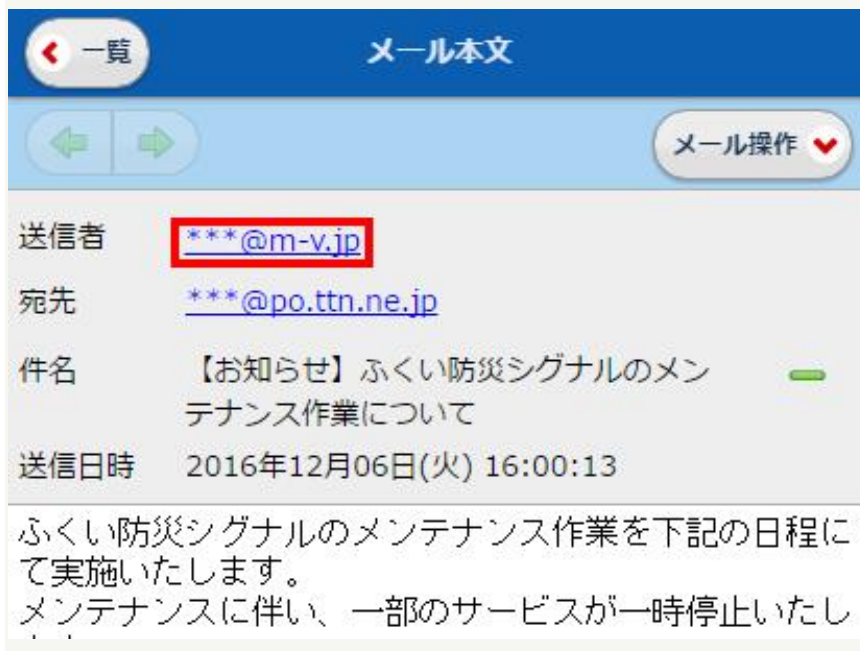 一覧
メール本文
メール操作
送信者 ***@m-v.jp
宛先 ***@po.ttn.ne.jp
件名 【お知らせ】ふくい防災シグナルのメン
テナンス作業について
送信日時 2016年12月06日(火) 16:00:13
ふくい防災シグナルのメンテナンス作業を下記の日程に
て実施いたします。
メンテナンスに伴い、一部のサービスが一時停止いたし